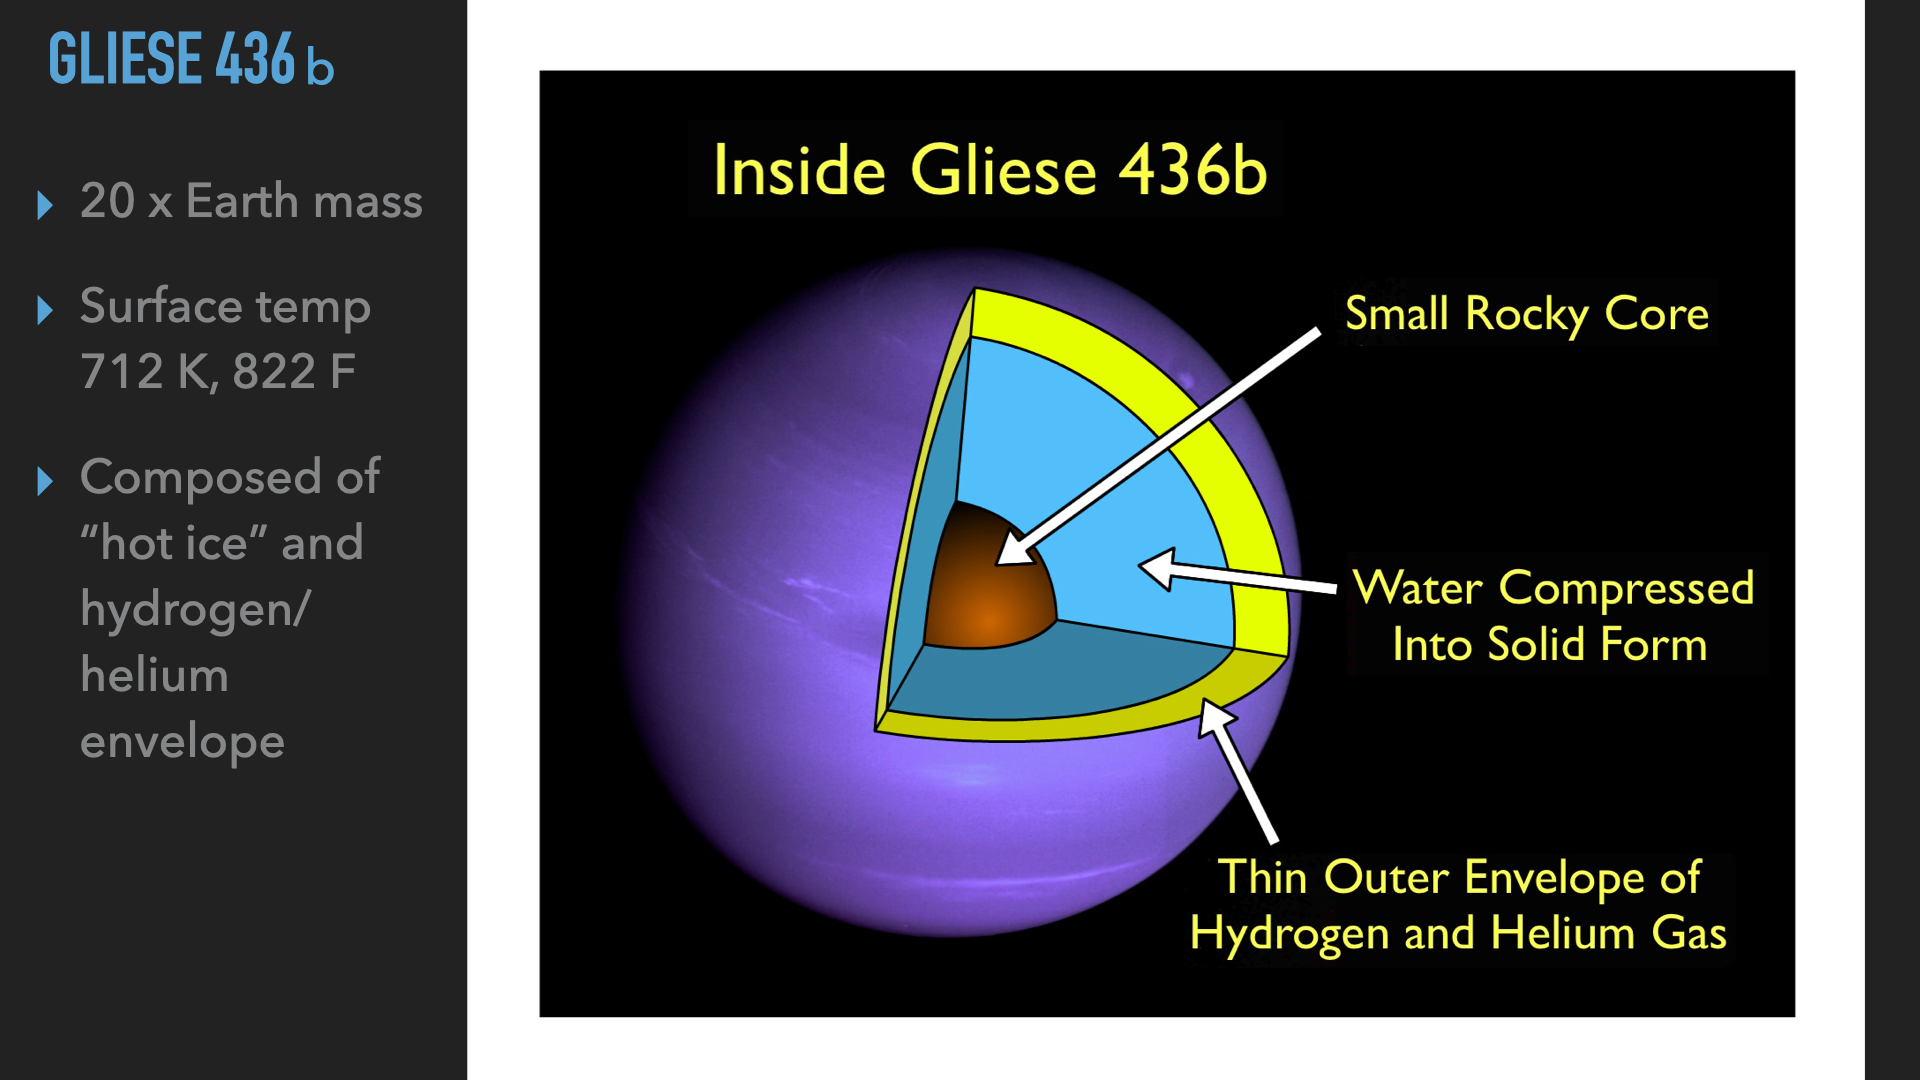 GLIESE 436 b
20 x Earth mass
Surface temp
712 K, 822 F
Composed of
“hot ice” and
hydrogen/
helium
envelope
Inside Gliese 436b
Small Rocky Core
Water Compressed
Into Solid Form
Thin Outer Envelope of
Hydrogen and Helium Gas